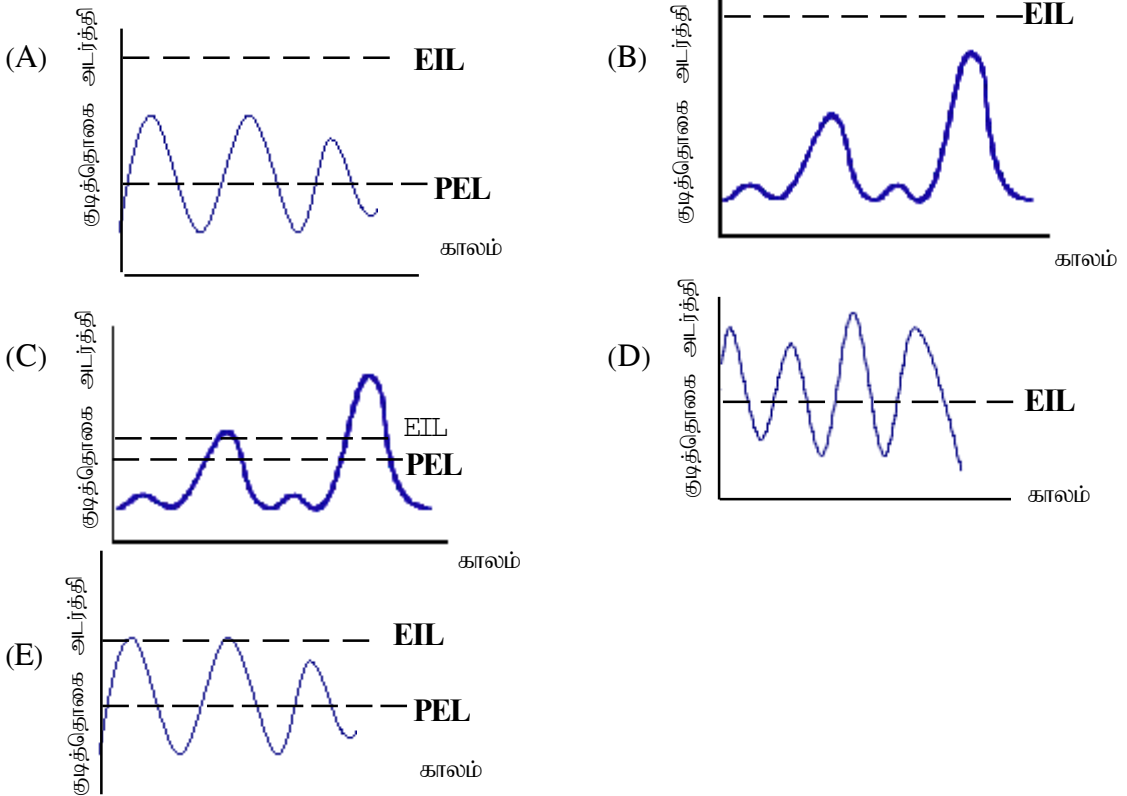 (A)
குடித்தொகை அடர்த்தி
EIL
PEL
காலம்
(B)
குடித்தொகை அடர்த்தி
EIL
காலம்
(C)
குடித்தொகை அடர்த்தி
EIL
PEL
காலம்
(D)
குடித்தொகை அடர்த்தி
EIL
காலம்
(E)
குடித்தொகை அடர்த்தி
EIL
PEL
காலம்